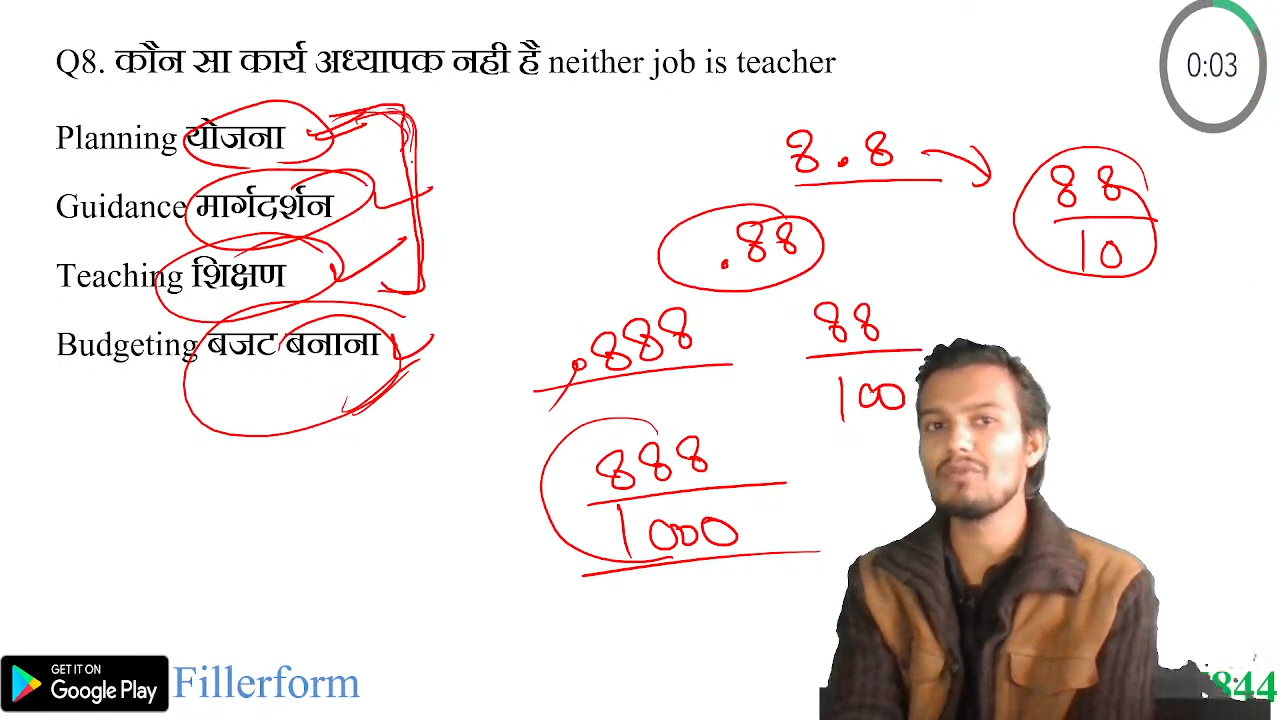 Q8. कौन सा कार्य अध्यापक नही है neither job is teacher
0:03
Planning योजना
Guidance मार्गदर्शन
Teaching शिक्षण
Budgeting बजट बनाना
8.8
88
10
.88
.888
88
100
888
1000
GET IT ON
Google Play
Fillerform
844